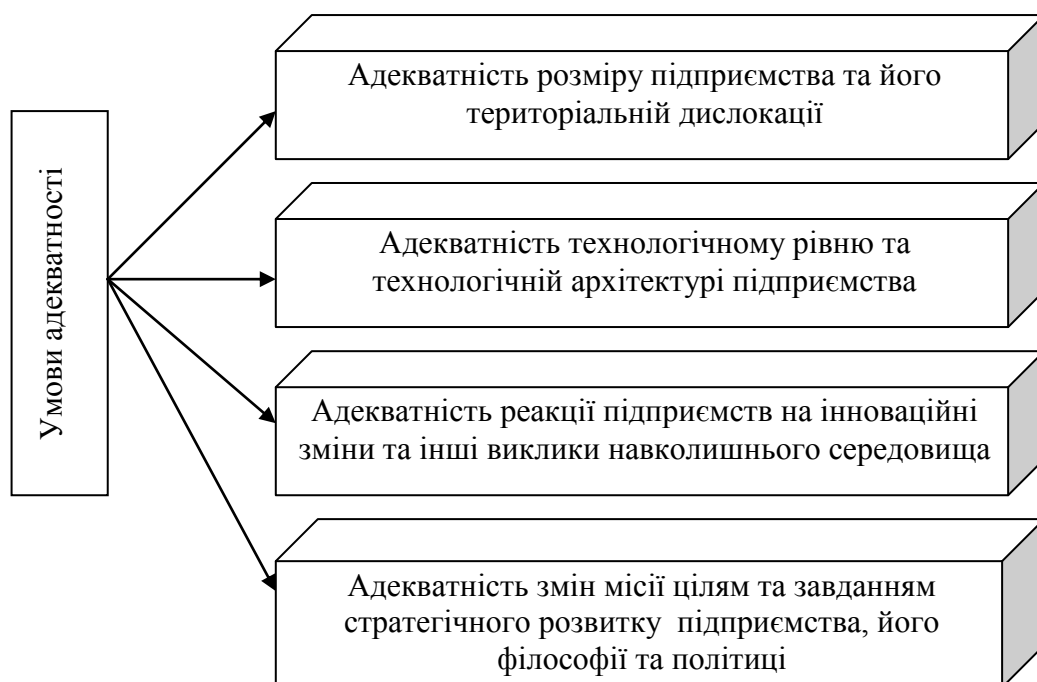 Умови адекватності
Адекватність розміру підприємства та його
територіальній дислокації
Адекватність технологічному рівню та
технологічній архітектурі підприємства
Адекватність реакції підприємств на інноваційні
зміни та інші виклики навколишнього середовища
Адекватність змін місії цілям та завданням
стратегічного розвитку підприємства, його
філософії та політиці